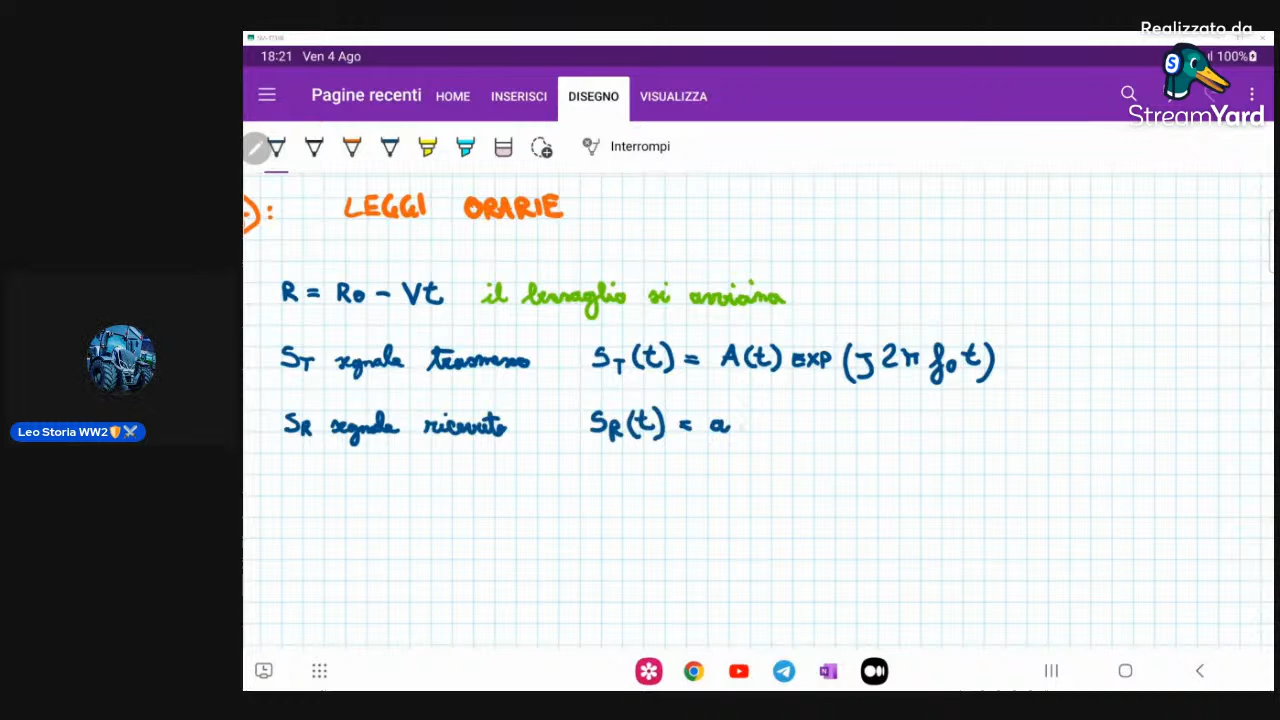 Realizzato da
StreamYard
18:21 Ven 4 Ago
100%
Pagine recenti HOME INSERISCI DISEGNO VISUALIZZA
Interrompi
): LEGGI ORARIE
R = R0 - Vt il bersaglio si avvicina
ST segnale trasmesso ST(t) = A(t) EXP (J 2π f0 t)
SR segnale ricevuto SR(t) = a
Leo Storia WW2🛡️⚔️